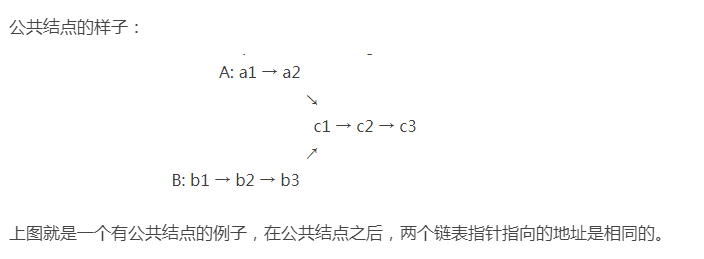 公共结点的样子：
A: a1 → a2
↘
c1 → c2 → c3
↗
B: b1 → b2 → b3
上图就是一个有公共结点的例子，在公共结点之后，两个链表指针指向的地址是相同的。